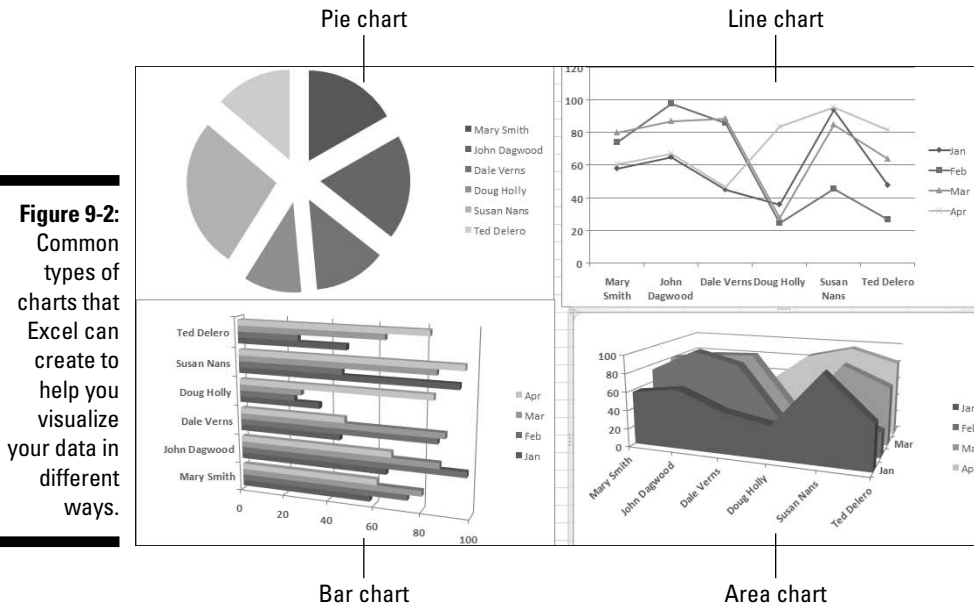 Pie chart
Line chart
Figure 9-2:
Common
types of
charts that
Excel can
create to
help you
visualize
your data in
different
ways.
Mary Smith
John Dagwood
Dale Verns
Doug Holly
Susan Nans
Ted Delero
120
100
80
60
40
20
0
Mary Smith
John Dagwood
Dale Verns
Doug Holly
Susan Nans
Ted Delero
Jan
Feb
Mar
Apr
Ted Delero
Susan Nans
Doug Holly
Dale Verns
John Dagwood
Mary Smith
0
20
40
60
80
100
Apr
Mar
Feb
Jan
100
80
60
40
20
0
Mary Smith
John Dagwood
Dale Verns
Doug Holly
Susan Nans
Ted Delero
Jan
Mar
Jan
Feb
Ma
Ap
Bar chart
Area chart